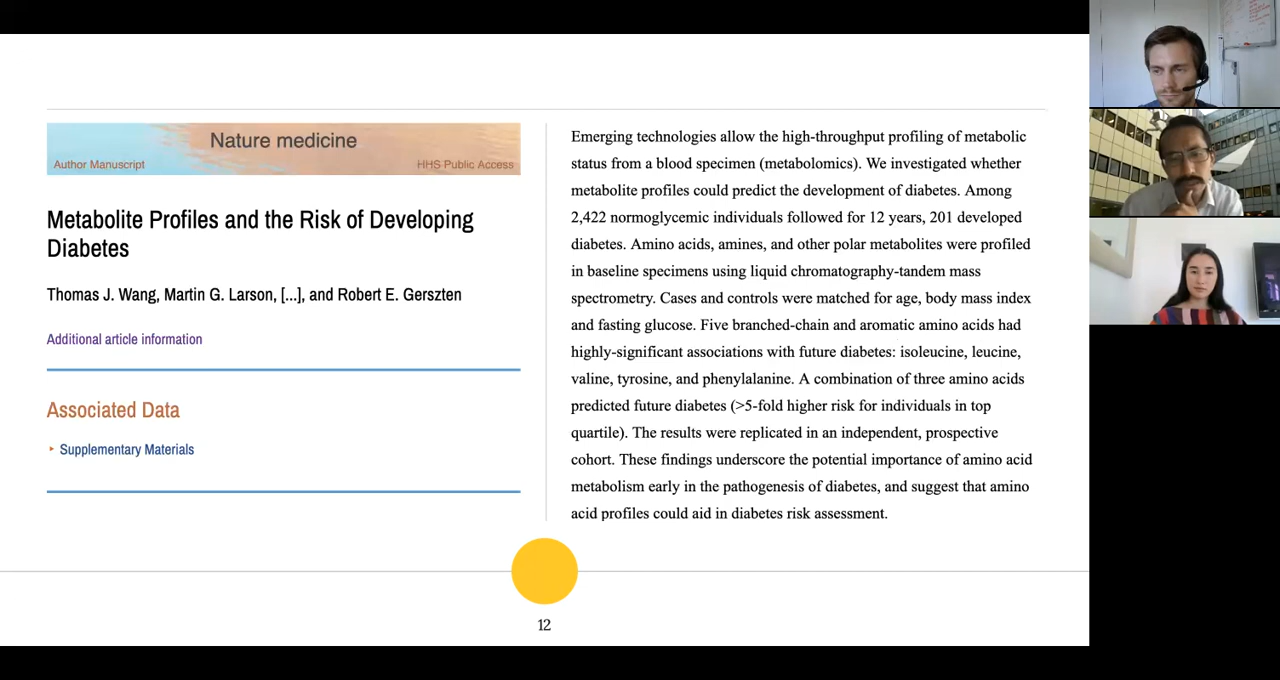 Nature medicine
Author Manuscript
HHS Public Access
Metabolite Profiles and the Risk of Developing
Diabetes
Thomas J. Wang, Martin G. Larson, [...], and Robert E. Gerszten
Additional article information
Associated Data
Supplementary Materials
Emerging technologies allow the high-throughput profiling of metabolic
status from a blood specimen (metabolomics). We investigated whether
metabolite profiles could predict the development of diabetes. Among
2,422 normoglycemic individuals followed for 12 years, 201 developed
diabetes. Amino acids, amines, and other polar metabolites were profiled
in baseline specimens using liquid chromatography-tandem mass
spectrometry. Cases and controls were matched for age, body mass index
and fasting glucose. Five branched-chain and aromatic amino acids had
highly-significant associations with future diabetes: isoleucine, leucine,
valine, tyrosine, and phenylalanine. A combination of three amino acids
predicted future diabetes (>5-fold higher risk for individuals in top
quartile). The results were replicated in an independent, prospective
cohort. These findings underscore the potential importance of amino acid
metabolism early in the pathogenesis of diabetes, and suggest that amino
acid profiles could aid in diabetes risk assessment.
12